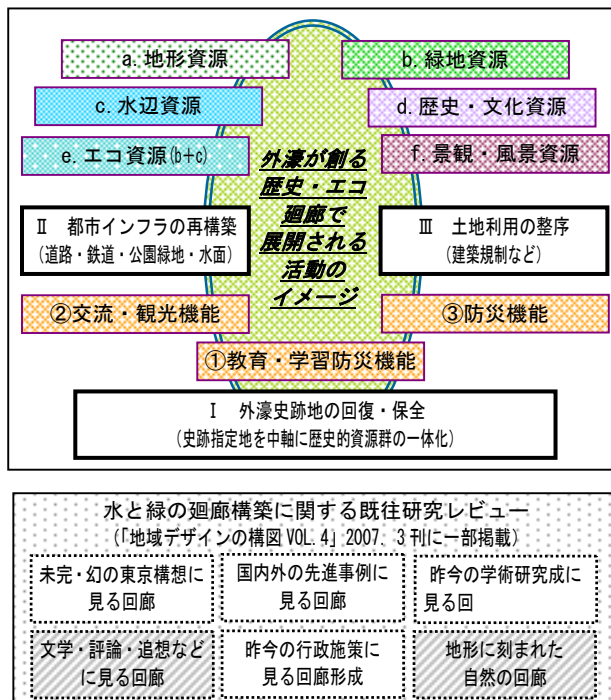 a. 地形資源
b. 緑地資源
c. 水辺資源
d. 歴史・文化資源
e. エコ資源(b+c)
f. 景観・風景資源
外濠が創る
歴史・エコ
廻廊で
展開される
活動の
イメージ
Ⅱ 都市インフラの再構築
(道路・鉄道・公園緑地・水面)
Ⅲ 土地利用の整序
(建築規制など)
②交流・観光機能
③防災機能
①教育・学習防災機能
Ⅰ 外濠史跡地の回復・保全
(史跡指定地を中軸に歴史的資源群の一体化)
水と緑の廻廊構築に関する既往研究レビュー
(「地域デザインの構図 VOL.4」2007.3刊に一部掲載)
未完・幻の東京構想に
見る回廊
国内外の先進事例に
見る回廊
昨今の学術研究成に
見る回
文学・評論・追想など
に見る回廊
昨今の行政施策に
見る回廊形成
地形に刻まれた
自然の回廊